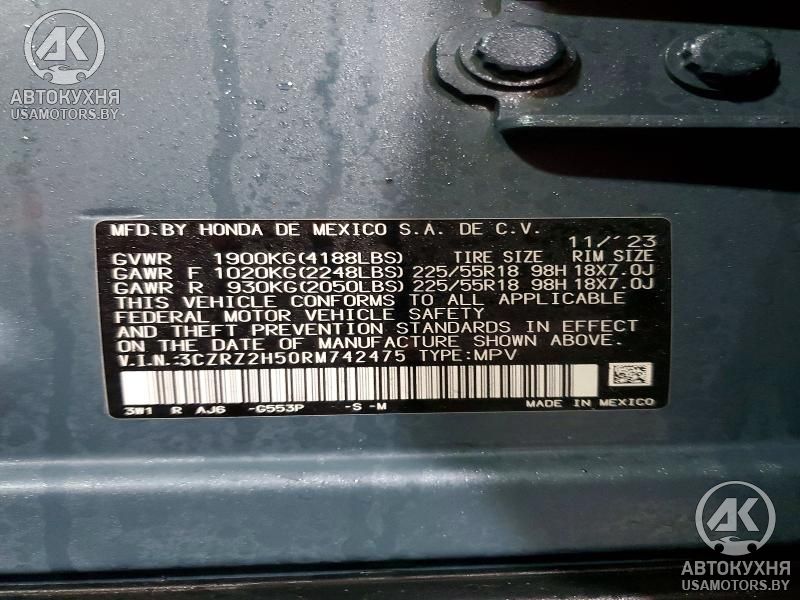 AK
АВТОКУХНЯ
USAMOTORS.BY
MFD.BY HONDA DE MEXICO S.A. DE C.V.
11/'23
GVWR 1900KG(4188LBS) TIRE SIZE RIM SIZE
GAWR F 1020KG(2248LBS) 225/55R18 98H 18X7.0J
GAWR R 930KG(2050LBS) 225/55R18 98H 18X7.0J
THIS VEHICLE CONFORMS TO ALL APPLICABLE
FEDERAL MOTOR VEHICLE SAFETY
AND THEFT PREVENTION STANDARDS IN EFFECT
ON THE DATE OF MANUFACTURE SHOWN ABOVE.
V.I.N.:3CZRZ2H50RM742475 TYPE:MPV
3W1 R AJ6 -G553P -S -M MADE IN MEXICO
AK
АВТОКУХНЯ
USAMOTORS.BY